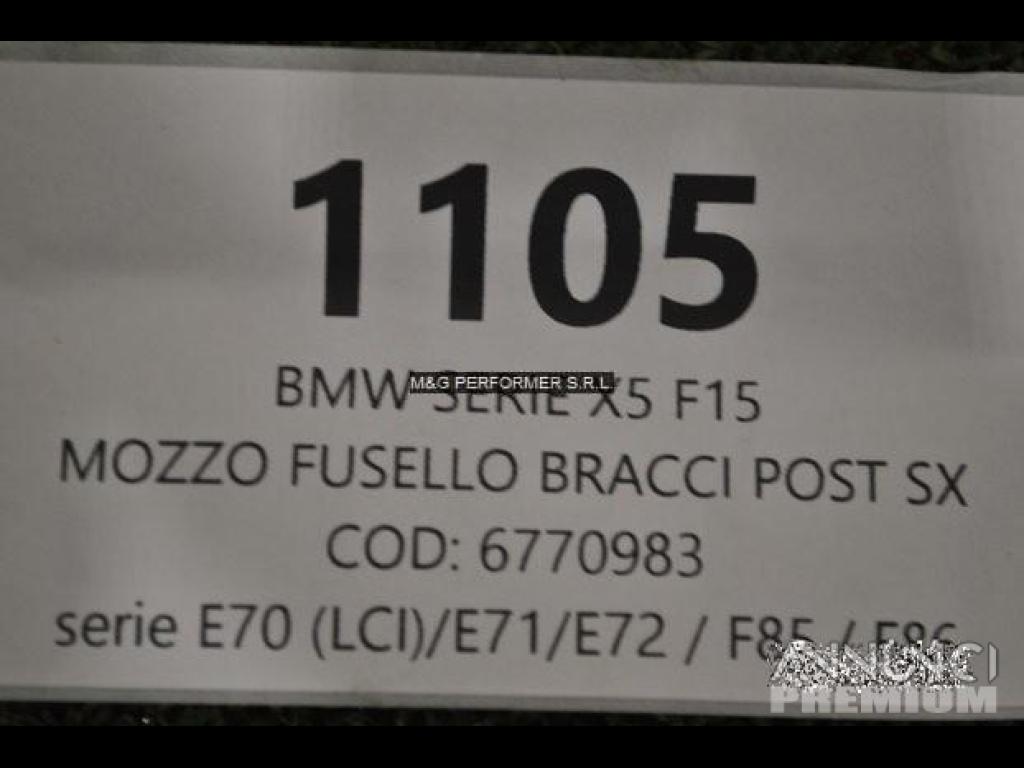 1105
M&G PERFORMER S.R.L.
BMW SERIE X5 F15
MOZZO FUSELLO BRACCI POST SX
COD: 6770983
serie E70 (LCI)/E71/E72 / F85 / F86
ANNUNCI
PREMIUM